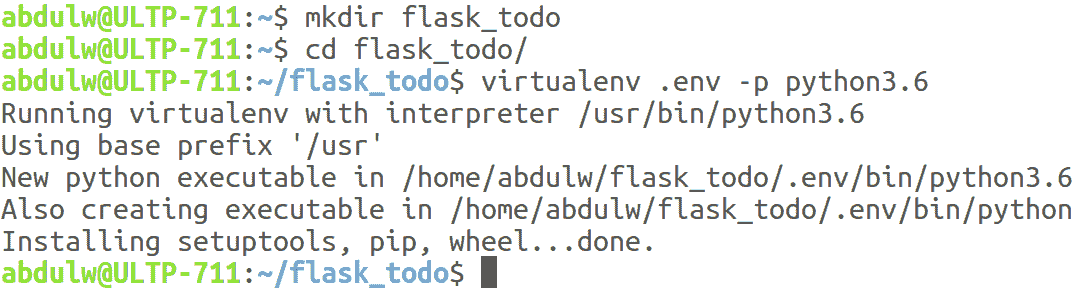 abdulw@ULTP-711:~$ mkdir flask_todo
abdulw@ULTP-711:~$ cd flask_todo/
abdulw@ULTP-711:~/flask_todo$ virtualenv .env -p python3.6
Running virtualenv with interpreter /usr/bin/python3.6
Using base prefix '/usr'
New python executable in /home/abdulw/flask_todo/.env/bin/python3.6
Also creating executable in /home/abdulw/flask_todo/.env/bin/python
Installing setuptools, pip, wheel...done.
abdulw@ULTP-711:~/flask_todo$